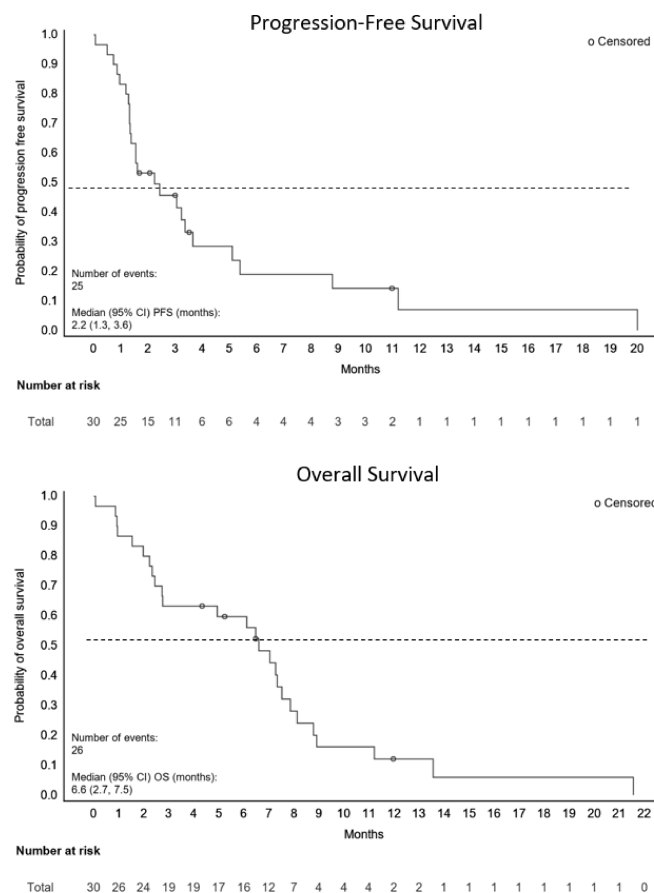 Progression-Free Survival
o Censored
Probability of progression free survival
1.0
0.9
0.8
0.7
0.6
0.5
0.4
0.3
0.2
0.1
0.0
Number of events:
25
Median (95% CI) PFS (months):
2.2 (1.3, 3.6)
0 1 2 3 4 5 6 7 8 9 10 11 12 13 14 15 16 17 18 19 20
Months
Number at risk
Total 30 25 15 11 6 6 4 4 4 3 3 2 1 1 1 1 1 1 1 1 1
Overall Survival
o Censored
Probability of overall survival
1.0
0.9
0.8
0.7
0.6
0.5
0.4
0.3
0.2
0.1
0.0
Number of events:
26
Median (95% CI) OS (months):
6.6 (2.7, 7.5)
0 1 2 3 4 5 6 7 8 9 10 11 12 13 14 15 16 17 18 19 20 21 22
Months
Number at risk
Total 30 26 24 19 19 17 16 12 7 4 4 4 2 2 1 1 1 1 1 1 1 1 0